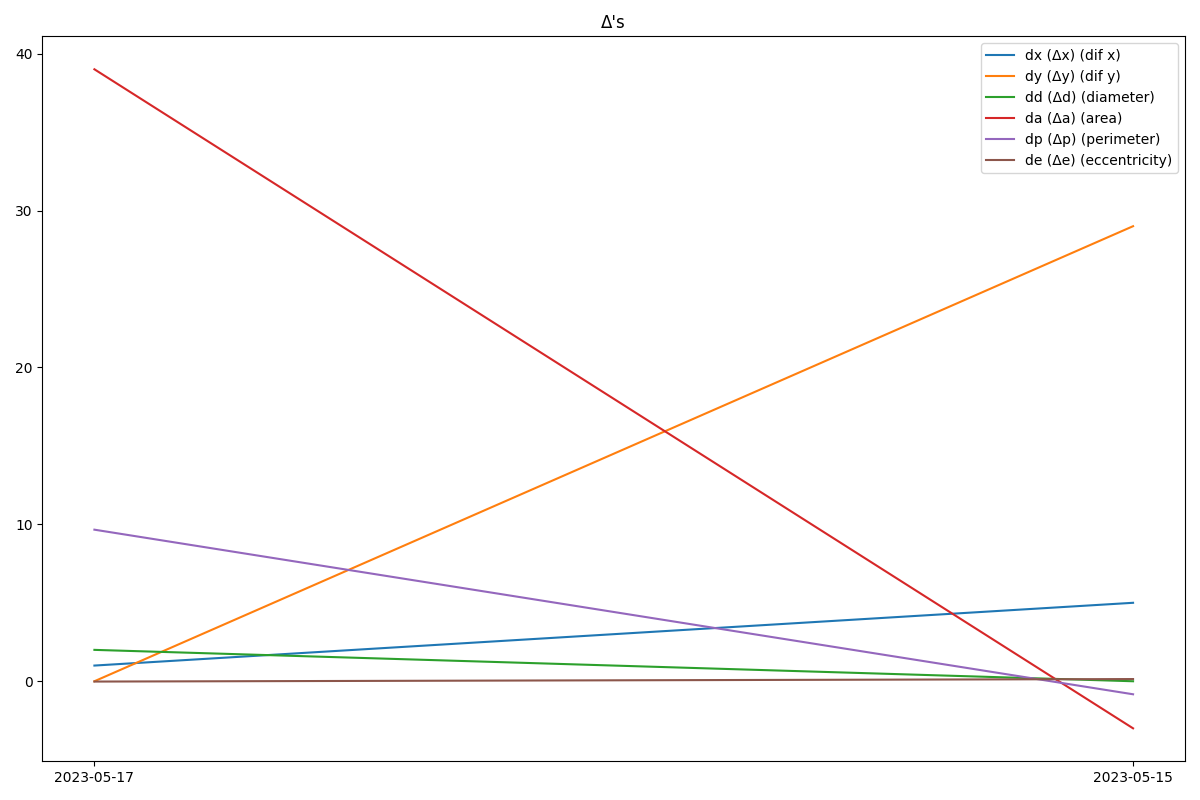 Δ's
40
30
20
10
0
2023-05-17
2023-05-15
dx (Δx) (dif x)
dy (Δy) (dif y)
dd (Δd) (diameter)
da (Δa) (area)
dp (Δp) (perimeter)
de (Δe) (eccentricity)